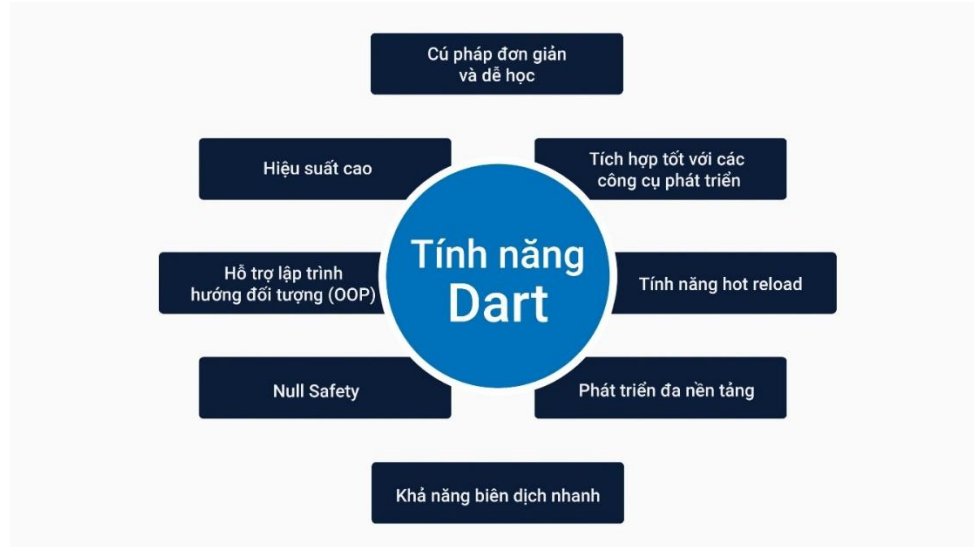 Cú pháp đơn giản
và dễ học
Hiệu suất cao
Tích hợp tốt với các
công cụ phát triển
Tính năng
Dart
Hỗ trợ lập trình
hướng đối tượng (OOP)
Tính năng hot reload
Null Safety
Phát triển đa nền tảng
Khả năng biên dịch nhanh